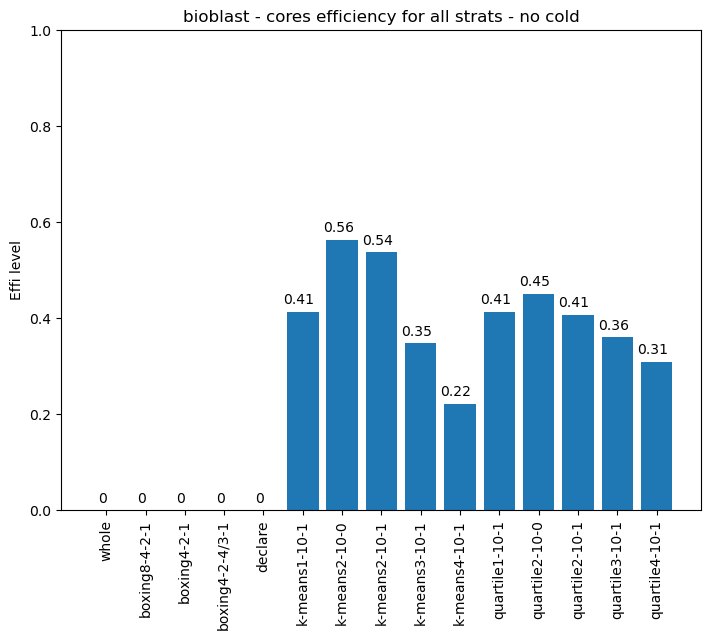 bioblast - cores efficiency for all strats - no cold
1.0
0.8
0.6
0.4
0.2
0.0
Effi level
0
0
0
0
0
0.41
0.56
0.54
0.35
0.22
0.41
0.45
0.41
0.36
0.31
whole
boxing8-4-2-1
boxing4-2-1
boxing4-2-4/3-1
declare
k-means1-10-1
k-means2-10-0
k-means2-10-1
k-means3-10-1
k-means4-10-1
quartile1-10-1
quartile2-10-0
quartile2-10-1
quartile3-10-1
quartile4-10-1